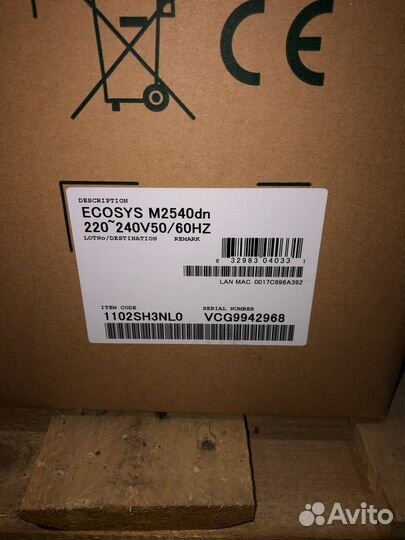 CE
DESCRIPTION
ECOSYS M2540dn
220~240V50/60HZ
LOTNo/DESTINATION REMARK
6 32983 04033 1
LAN MAC 0017C898A392
ITEM CODE SERIAL NUMBER
1102SH3NL0 VCG9942968
Avito